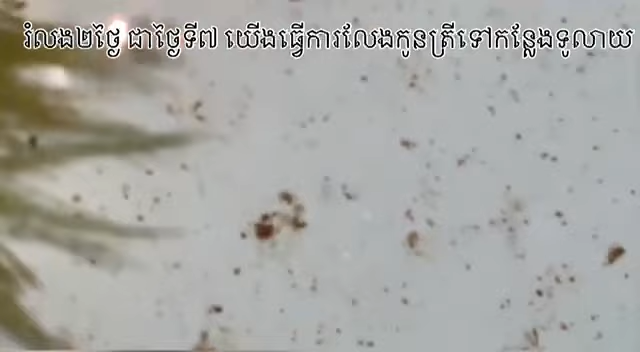 រំលង២ថ្ងៃ ជាថ្ងៃទី៧ យើងធ្វើការលែងកូនត្រីទៅកន្លែងទូលាយ